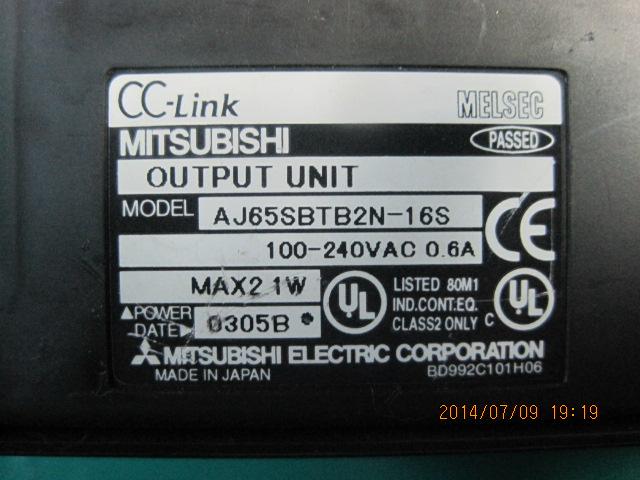 CC-Link MELSEC
MITSUBISHI PASSED
OUTPUT UNIT
MODEL AJ65SBTB2N-16S
100-240VAC 0.6A
CE
MAX2.1W
▲POWER
DATE▶ 0305B
UL LISTED 80M1
IND.CONT.EQ.
CLASS2 ONLY
C UL
MITSUBISHI ELECTRIC CORPORATION
MADE IN JAPAN BD992C101H06
2014/07/09 19:19